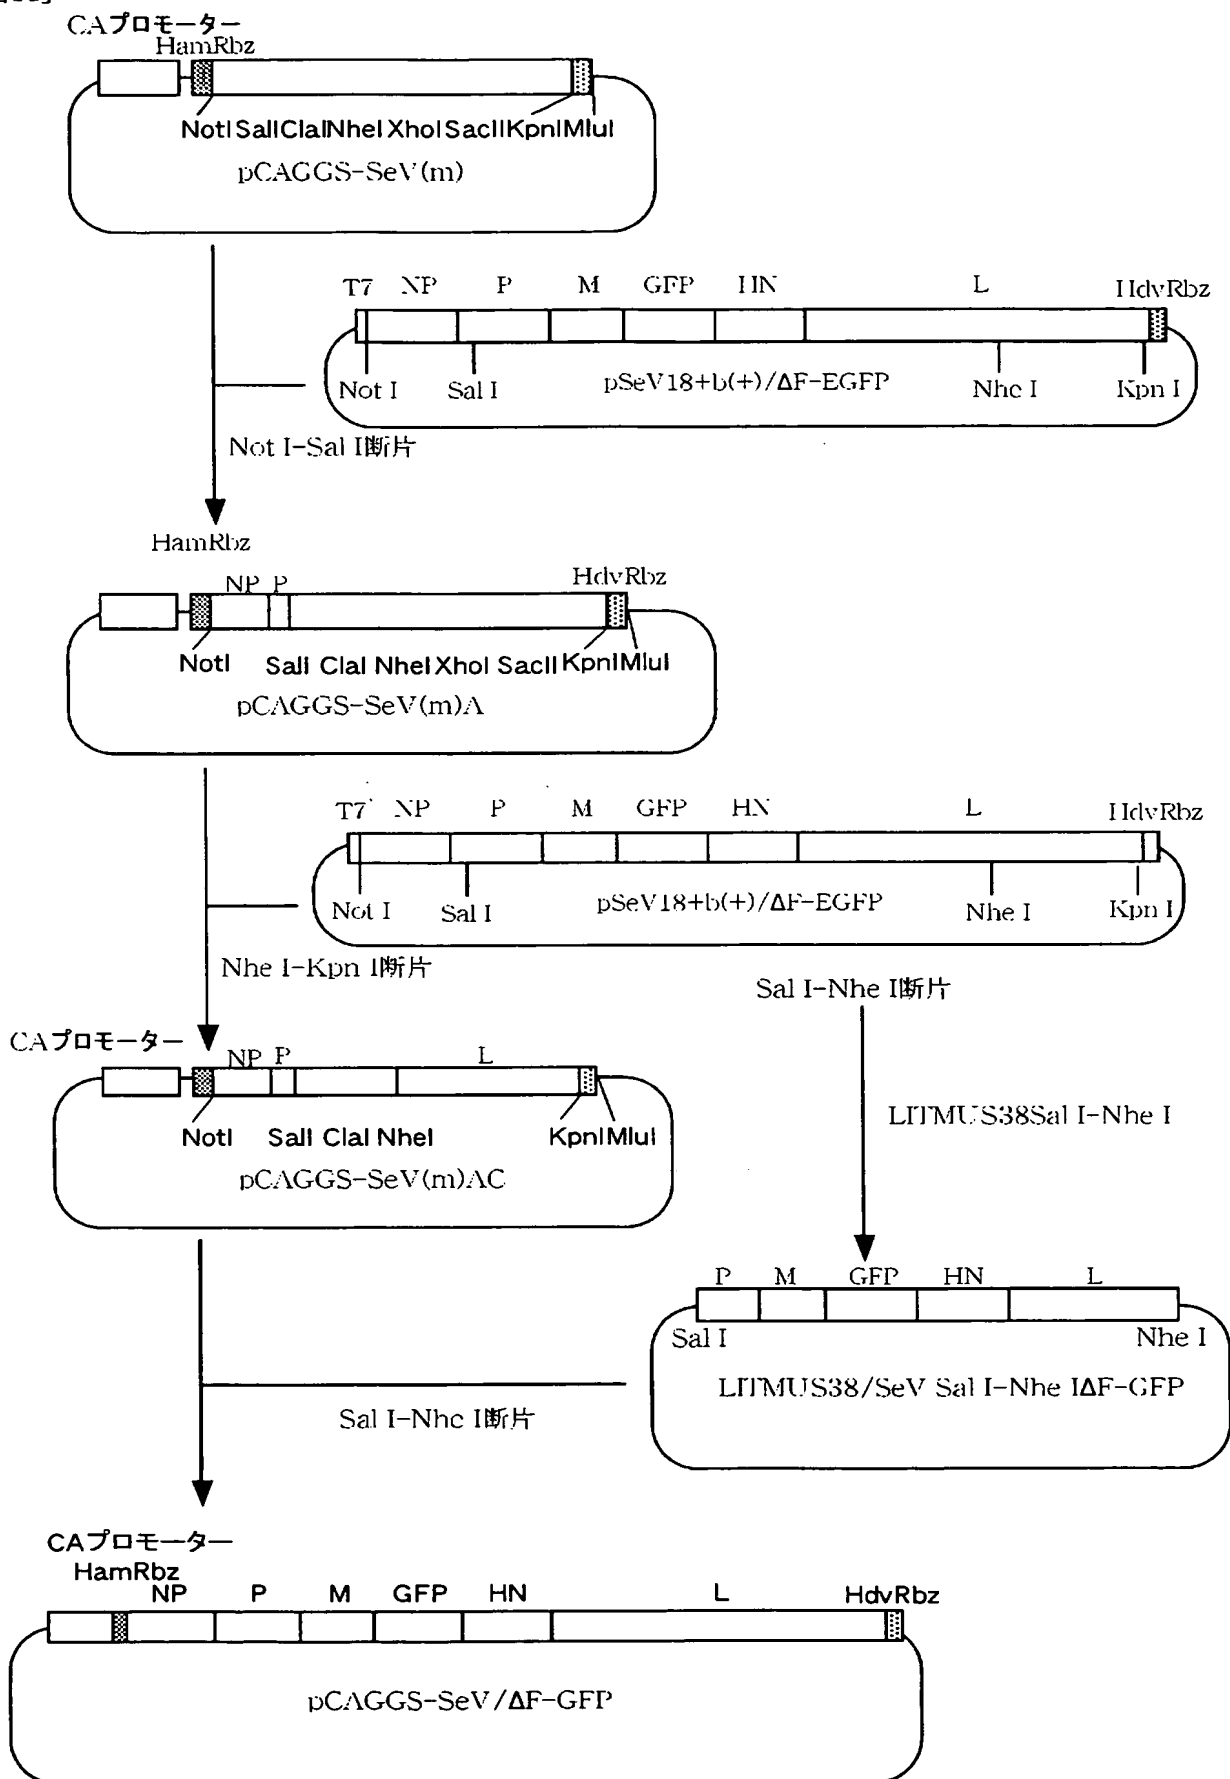 CAプロモーター
HamRbz
NotI SalI ClaI NheI XhoI SacII KpnI MluI
pCAGGS-SeV(m)
T7 NP P M GFP HN L HdvRbz
Not I Sal I Nhe I Kpn I
pSeV18+b(+)/ΔF-EGFP
Not I-Sal I断片
HamRbz
NP P HdvRbz
NotI SalI ClaI NheI XhoI SacII KpnI MluI
pCAGGS-SeV(m)A
T7 NP P M GFP HN L HdvRbz
Not I Sal I Nhe I Kpn I
pSeV18+b(+)/ΔF-EGFP
Nhe I-Kpn I断片
Sal I-Nhe I断片
CAプロモーター
NP P L
NotI SalI ClaI NheI KpnI MluI
pCAGGS-SeV(m)AC
LITMUS38Sal I-Nhe I
P M GFP HN L
Sal I Nhe I
LITMUS38/SeV Sal I-Nhe IΔF-GFP
Sal I-Nhe I断片
CAプロモーター
HamRbz
NP P M GFP HN L HdvRbz
pCAGGS-SeV/ΔF-GFP